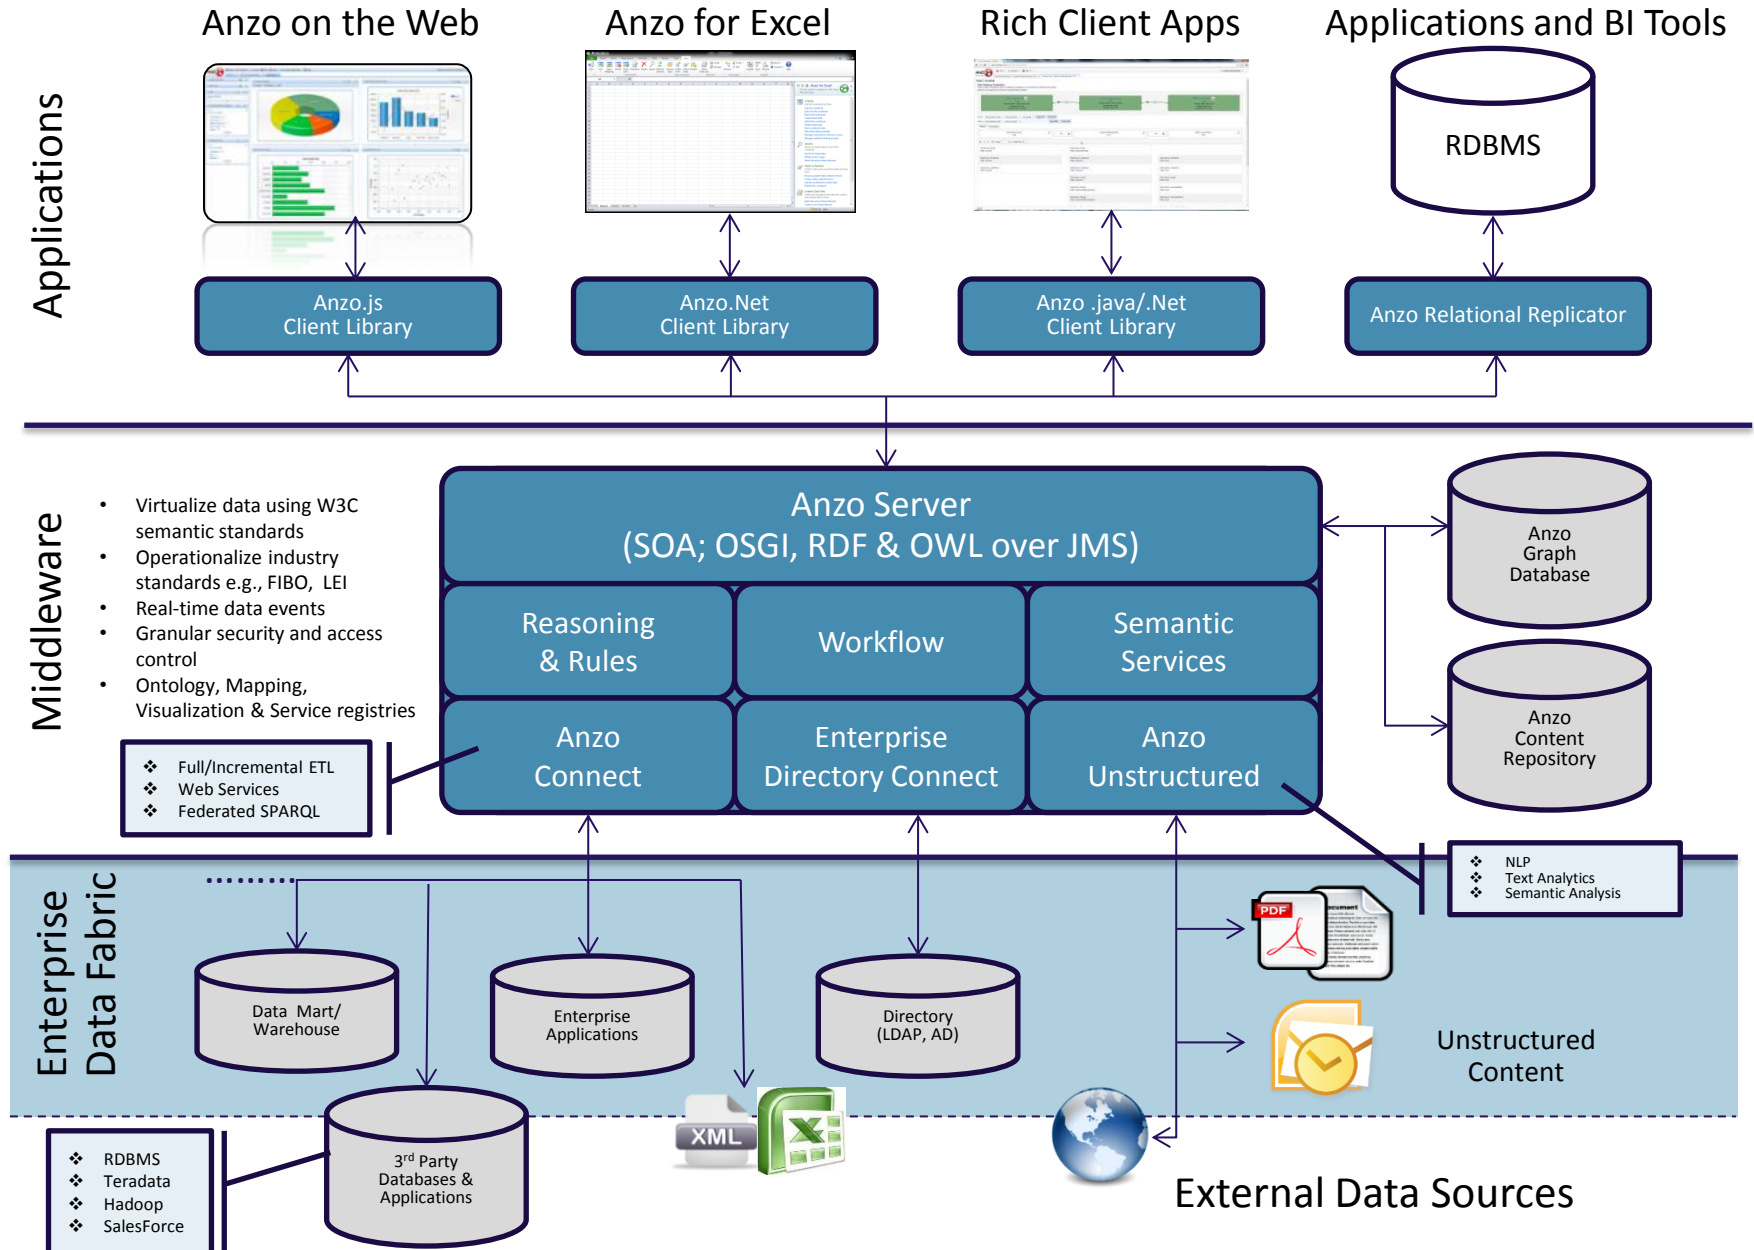 Anzo on the Web
Anzo for Excel
Rich Client Apps
Applications and BI Tools
Applications
RDBMS
Anzo.js
Client Library
Anzo.Net
Client Library
Anzo .java/.Net
Client Library
Anzo Relational Replicator
Middleware
• Virtualize data using W3C
semantic standards
• Operationalize industry
standards e.g., FIBO, LEI
• Real-time data events
• Granular security and access
control
• Ontology, Mapping,
Visualization & Service registries
Anzo Server
(SOA; OSGI, RDF & OWL over JMS)
Reasoning
& Rules
Workflow
Semantic
Services
Anzo
Connect
Enterprise
Directory Connect
Anzo
Unstructured
Anzo
Graph
Database
Anzo
Content
Repository
❖ Full/Incremental ETL
❖ Web Services
❖ Federated SPARQL
❖ NLP
❖ Text Analytics
❖ Semantic Analysis
Enterprise
Data Fabric
Data Mart/
Warehouse
Enterprise
Applications
Directory
(LDAP, AD)
PDF
Document
Unstructured
Content
XML
3rd Party
Databases &
Applications
❖ RDBMS
❖ Teradata
❖ Hadoop
❖ SalesForce
External Data Sources